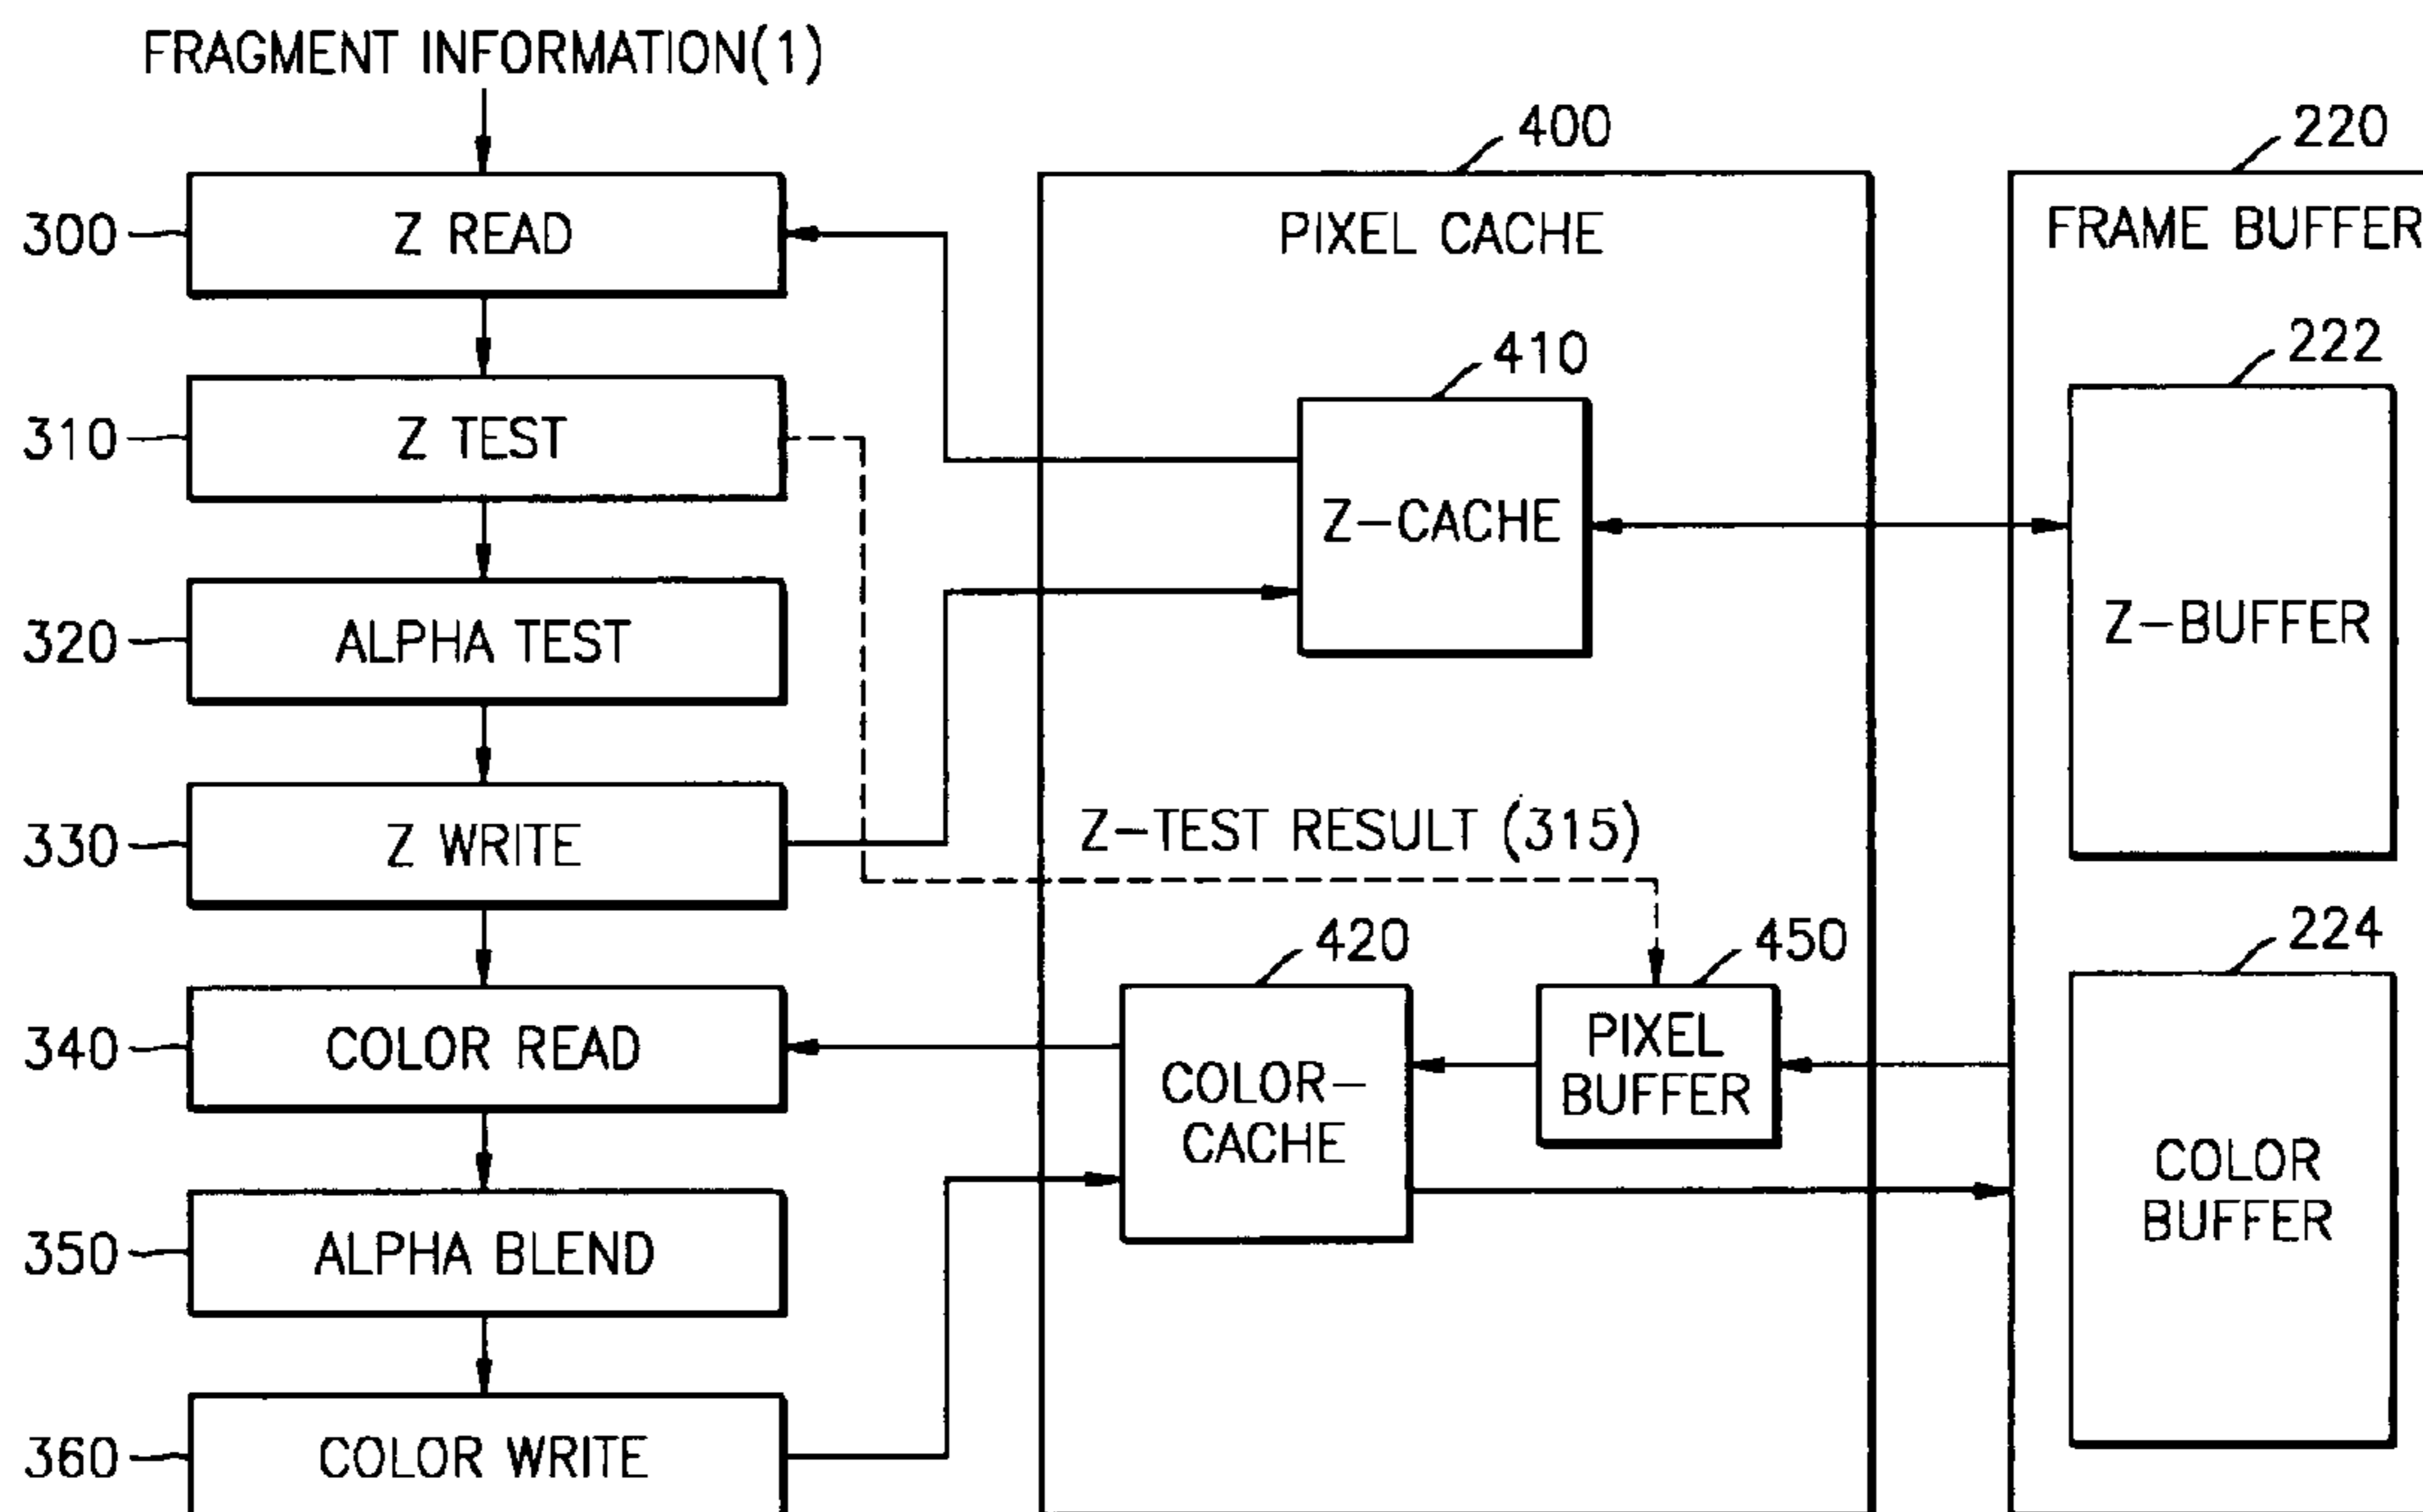 FRAGMENT INFORMATION(1)
300
Z READ
310
Z TEST
320
ALPHA TEST
330
Z WRITE
340
COLOR READ
350
ALPHA BLEND
360
COLOR WRITE
400
PIXEL CACHE
410
Z-CACHE
Z-TEST RESULT (315)
420
COLOR-
CACHE
450
PIXEL
BUFFER
220
FRAME BUFFER
222
Z-BUFFER
224
COLOR
BUFFER